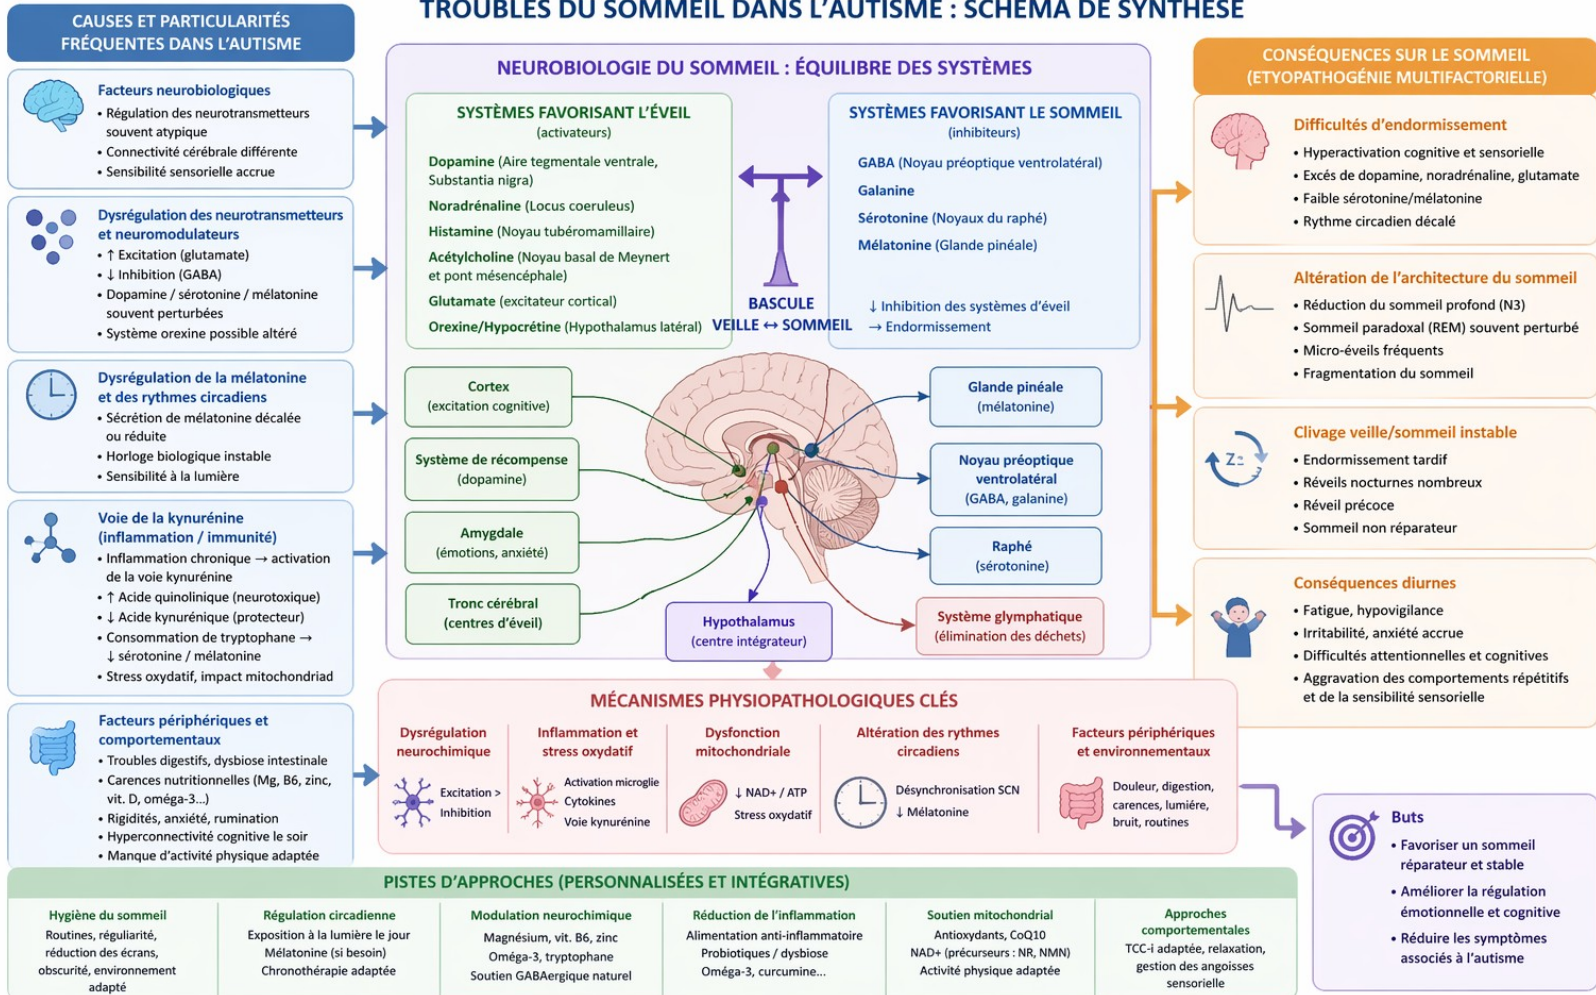 TROUBLES DU SOMMEIL DANS L'AUTISME : SCHÉMA DE SYNTHÈSE
CAUSES ET PARTICULARITÉS
FRÉQUENTES DANS L'AUTISME
Facteurs neurobiologiques
• Régulation des neurotransmetteurs
souvent atypique
• Connectivité cérébrale différente
• Sensibilité sensorielle accrue
Dysrégulation des neurotransmetteurs
et neuromodulateurs
• ↑ Excitation (glutamate)
• ↓ Inhibition (GABA)
• Dopamine / sérotonine / mélatonine
souvent perturbées
• Système orexine possible altéré
Dysrégulation de la mélatonine
et des rythmes circadiens
• Sécrétion de mélatonine décalée
ou réduite
• Horloge biologique instable
• Sensibilité à la lumière
Voie de la kynurénine
(inflammation / immunité)
• Inflammation chronique → activation
de la voie kynurénine
• ↑ Acide quinolinique (neurotoxique)
• ↓ Acide kynurénique (protecteur)
• Consommation de tryptophane →
↓ sérotonine / mélatonine
• Stress oxydatif, impact mitochondriad
Facteurs périphériques et
comportementaux
• Troubles digestifs, dysbiose intestinale
• Carences nutritionnelles (Mg, B6, zinc,
vit. D, oméga-3...)
• Rigidités, anxiété, rumination
• Hyperconnectivité cognitive le soir
• Manque d'activité physique adaptée
NEUROBIOLOGIE DU SOMMEIL : ÉQUILIBRE DES SYSTÈMES
SYSTÈMES FAVORISANT L'ÉVEIL
(activateurs)
Dopamine (Aire tegmentale ventrale,
Substantia nigra)
Noradrénaline (Locus coeruleus)
Histamine (Noyau tubéromamillaire)
Acétylcholine (Noyau basal de Meynert
et pont mésencéphale)
Glutamate (excitateur cortical)
Orexine/Hypocrétine (Hypothalamus latéral)
BASCULE
VEILLE ↔ SOMMEIL
SYSTÈMES FAVORISANT LE SOMMEIL
(inhibiteurs)
GABA (Noyau préoptique ventrolatéral)
Galanine
Sérotonine (Noyaux du raphé)
Mélatonine (Glande pinéale)
↓ Inhibition des systèmes d'éveil
→ Endormissement
Cortex
(excitation cognitive)
Système de récompense
(dopamine)
Amygdale
(émotions, anxiété)
Tronc cérébral
(centres d'éveil)
Hypothalamus
(centre intégrateur)
Glande pinéale
(mélatonine)
Noyau préoptique
ventrolatéral
(GABA, galanine)
Raphé
(sérotonine)
Système glymphatique
(élimination des déchets)
CONSÉQUENCES SUR LE SOMMEIL
(ETYOPATHOGÉNIE MULTIFACTORIELLE)
Difficultés d'endormissement
• Hyperactivation cognitive et sensorielle
• Excés de dopamine, noradrénaline, glutamate
• Faible sérotonine/mélatonine
• Rythme circadien décalé
Altération de l'architecture du sommeil
• Réduction du sommeil profond (N3)
• Sommeil paradoxal (REM) souvent perturbé
• Micro-éveils fréquents
• Fragmentation du sommeil
Clivage veille/sommeil instable
• Endormissement tardif
• Réveils nocturnes nombreux
• Réveil précoce
• Sommeil non réparateur
Conséquences diurnes
• Fatigue, hypovigilance
• Irritabilité, anxiété accrue
• Difficultés attentionnelles et cognitives
• Aggravation des comportements répétitifs
et de la sensibilité sensorielle
MÉCANISMES PHYSIOPATHOLOGIQUES CLÉS
Dysrégulation
neurochimique
Excitation >
Inhibition
Inflammation et
stress oxydatif
Activation microglie
Cytokines
Voie kynurénine
Dysfonction
mitochondriale
↓ NAD+ / ATP
Stress oxydatif
Altération des rythmes
circadiens
Désynchronisation SCN
↓ Mélatonine
Facteurs périphériques
et environnementaux
Douleur, digestion,
carences, lumiére,
bruit, routines
Buts
• Favoriser un sommeil
réparateur et stable
• Améliorer la régulation
émotionnelle et cognitive
• Réduire les symptômes
associés à l'autisme
PISTES D'APPROCHES (PERSONNALISÉES ET INTÉGRATIVES)
Hygiène du sommeil
Routines, réguliarité,
réduction des écrans,
obscurité, environnement
adapté
Régulation circadienne
Exposition à la lumière le jour
Mélatonine (si besoin)
Chronothérapie adaptée
Modulation neurochimique
Magnésium, vit. B6, zinc
Oméga-3, tryptophane
Soutien GABAergique naturel
Réduction de l'inflammation
Alimentation anti-inflammatoire
Probiotiques / dysbiose
Oméga-3, curcumine...
Soutien mitochondrial
Antioxydants, CoQ10
NAD+ (précurseurs : NR, NMN)
Activité physique adaptée
Approches
comportementales
TCC-i adaptée, relaxation,
gestion des angoisses
sensorielle